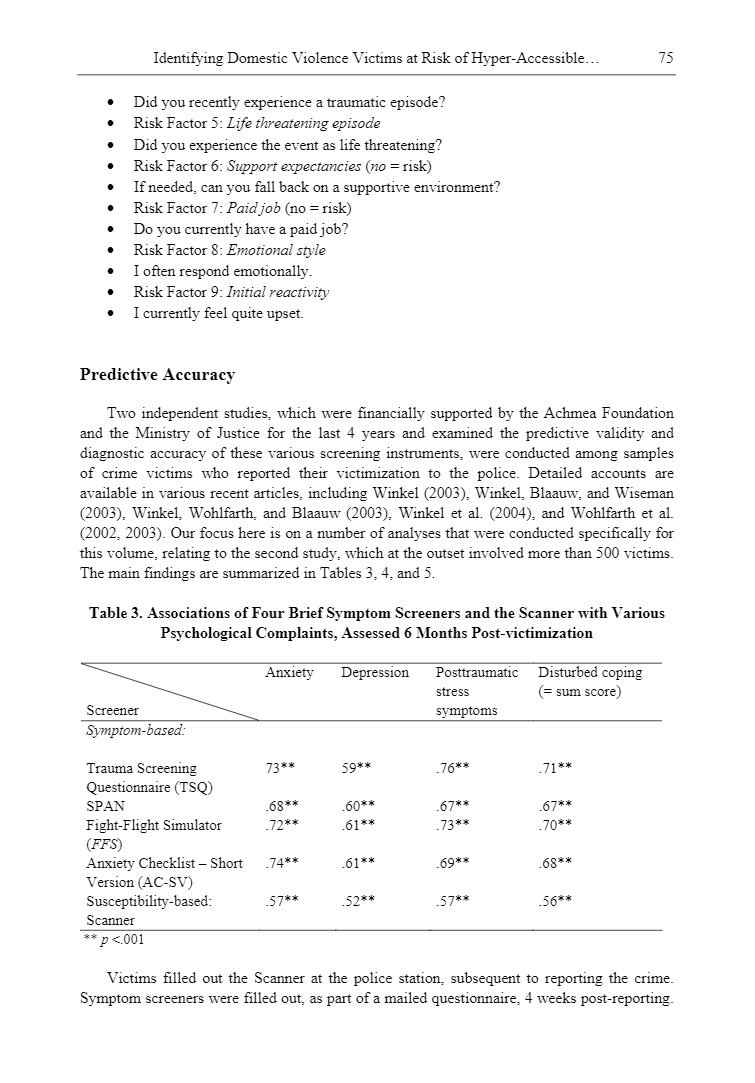 Identifying Domestic Violence Victims at Risk of Hyper-Accessible… 75
• Did you recently experience a traumatic episode?
• Risk Factor 5: Life threatening episode
• Did you experience the event as life threatening?
• Risk Factor 6: Support expectancies (no = risk)
• If needed, can you fall back on a supportive environment?
• Risk Factor 7: Paid job (no = risk)
• Do you currently have a paid job?
• Risk Factor 8: Emotional style
• I often respond emotionally.
• Risk Factor 9: Initial reactivity
• I currently feel quite upset.
Predictive Accuracy
Two independent studies, which were financially supported by the Achmea Foundation
and the Ministry of Justice for the last 4 years and examined the predictive validity and
diagnostic accuracy of these various screening instruments, were conducted among samples
of crime victims who reported their victimization to the police. Detailed accounts are
available in various recent articles, including Winkel (2003), Winkel, Blaauw, and Wiseman
(2003), Winkel, Wohlfarth, and Blaauw (2003), Winkel et al. (2004), and Wohlfarth et al.
(2002, 2003). Our focus here is on a number of analyses that were conducted specifically for
this volume, relating to the second study, which at the outset involved more than 500 victims.
The main findings are summarized in Tables 3, 4, and 5.
Table 3. Associations of Four Brief Symptom Screeners and the Scanner with Various
Psychological Complaints, Assessed 6 Months Post-victimization
Anxiety Depression Posttraumatic Disturbed coping
stress (= sum score)
Screener symptoms
Symptom-based:
Trauma Screening 73** 59** .76** .71**
Questionnaire (TSQ)
SPAN .68** .60** .67** .67**
Fight-Flight Simulator .72** .61** .73** .70**
(FFS)
Anxiety Checklist – Short .74** .61** .69** .68**
Version (AC-SV)
Susceptibility-based: .57** .52** .57** .56**
Scanner
** p <.001
Victims filled out the Scanner at the police station, subsequent to reporting the crime.
Symptom screeners were filled out, as part of a mailed questionnaire, 4 weeks post-reporting.